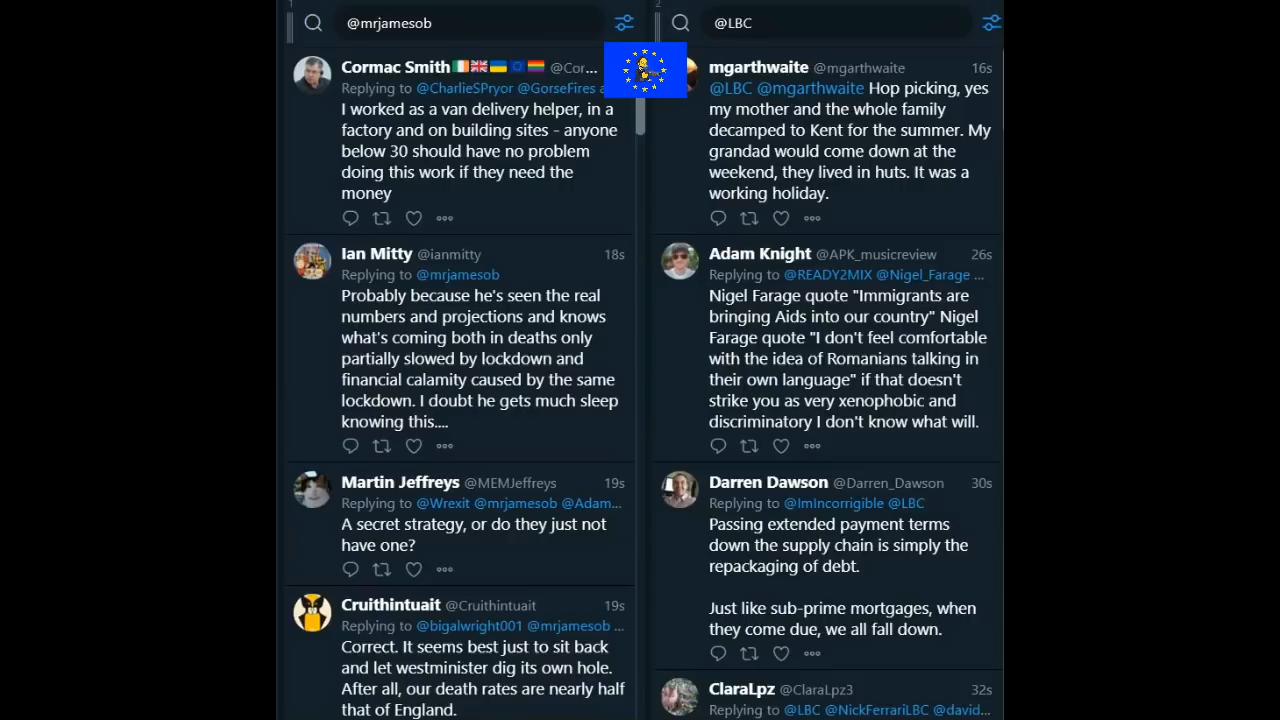 1
@mrjamesob
Cormac Smith @Cor...
Replying to @CharlieSPryor @GorseFires a
I worked as a van delivery helper, in a
factory and on building sites - anyone
below 30 should have no problem
doing this work if they need the
money
Ian Mitty @ianmitty 18s
Replying to @mrjamesob
Probably because he's seen the real
numbers and projections and knows
what's coming both in deaths only
partially slowed by lockdown and
financial calamity caused by the same
lockdown. I doubt he gets much sleep
knowing this....
Martin Jeffreys @MEMJeffreys 19s
Replying to @Wrexit @mrjamesob @Adam...
A secret strategy, or do they just not
have one?
Cruithintuait @Cruithintuait 19s
Replying to @bigalwright001 @mrjamesob ...
Correct. It seems best just to sit back
and let westminister dig its own hole.
After all, our death rates are nearly half
that of England.
2
@LBC
mgarthwaite @mgarthwaite 16s
@LBC @mgarthwaite Hop picking, yes
my mother and the whole family
decamped to Kent for the summer. My
grandad would come down at the
weekend, they lived in huts. It was a
working holiday.
Adam Knight @APK_musicreview 26s
Replying to @READY2MIX @Nigel_Farage ...
Nigel Farage quote "Immigrants are
bringing Aids into our country" Nigel
Farage quote "I don't feel comfortable
with the idea of Romanians talking in
their own language" if that doesn't
strike you as very xenophobic and
discriminatory I don't know what will.
Darren Dawson @Darren_Dawson 30s
Replying to @ImIncorrigible @LBC
Passing extended payment terms
down the supply chain is simply the
repackaging of debt.
Just like sub-prime mortgages, when
they come due, we all fall down.
ClaraLpz @ClaraLpz3 32s
Replying to @LBC @NickFerrariLBC @david...